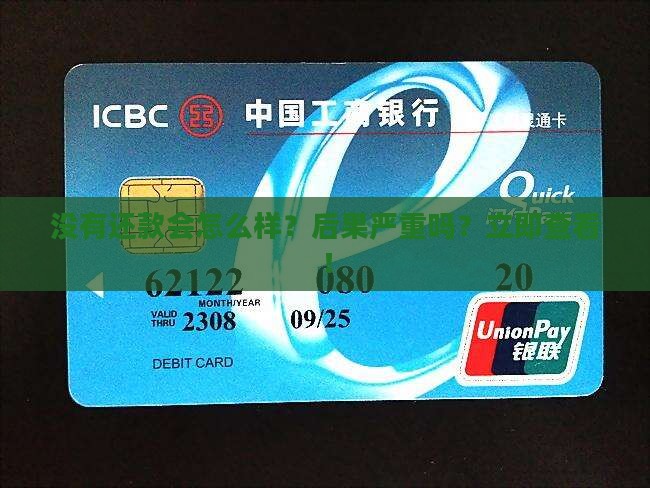 ICBC 中国工商银行
通卡
Quick
没有还款会怎么样？后果严重吗？立即查看
！
62122 080 20
MONTH/YEAR
VALID THRU 2308 09/25
UnionPay
银联
DEBIT CARD